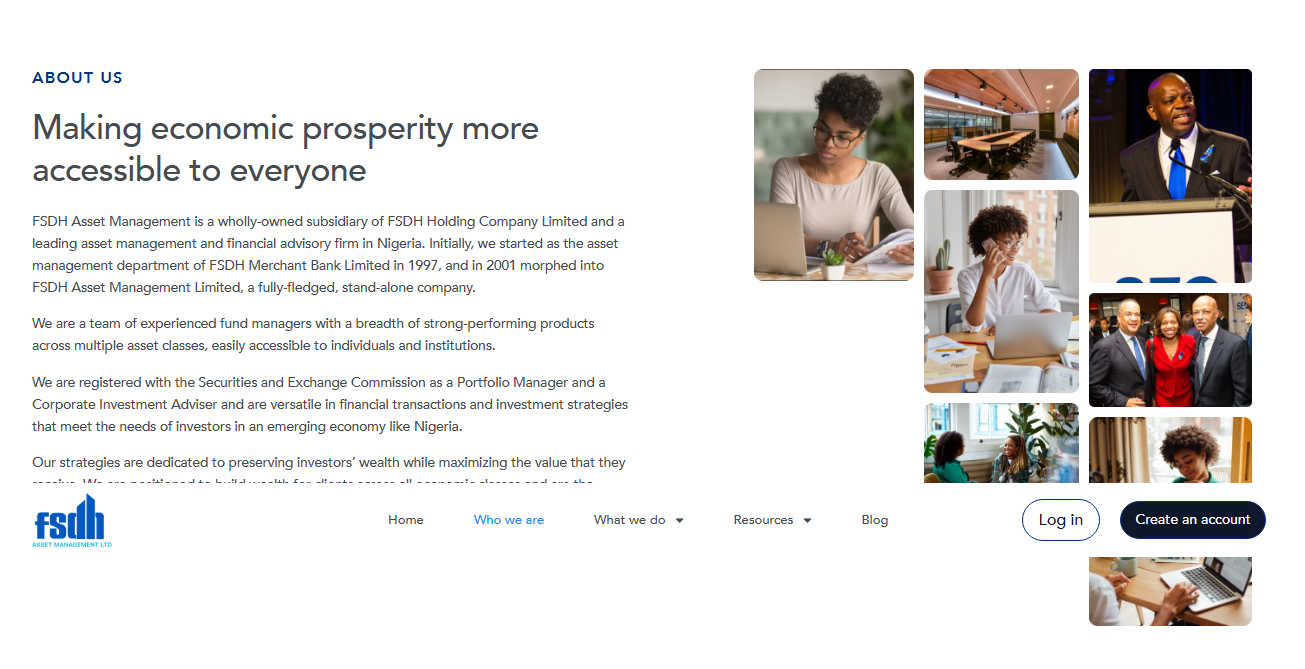 ABOUT US
Making economic prosperity more
accessible to everyone
FSDH Asset Management is a wholly-owned subsidiary of FSDH Holding Company Limited and a
leading asset management and financial advisory firm in Nigeria. Initially, we started as the asset
management department of FSDH Merchant Bank Limited in 1997, and in 2001 morphed into
FSDH Asset Management Limited, a fully-fledged, stand-alone company.
We are a team of experienced fund managers with a breadth of strong-performing products
across multiple asset classes, easily accessible to individuals and institutions.
We are registered with the Securities and Exchange Commission as a Portfolio Manager and a
Corporate Investment Adviser and are versatile in financial transactions and investment strategies
that meet the needs of investors in an emerging economy like Nigeria.
Our strategies are dedicated to preserving investors’ wealth while maximizing the value that they
fsdh
ASSET MANAGEMENT LTD
Home
Who we are
What we do
Resources
Blog
Log in
Create an account